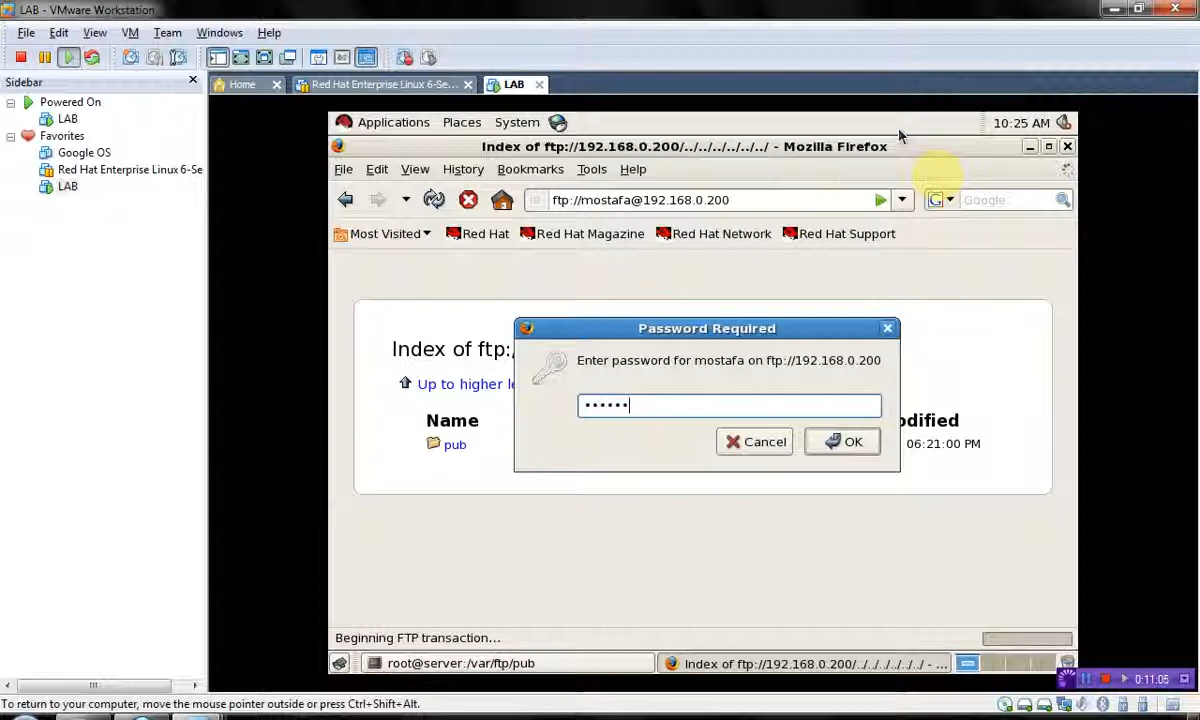 LAB - VMware Workstation
File Edit View VM Team Windows Help
Sidebar
Powered On
LAB
Favorites
Google OS
Red Hat Enterprise Linux 6-Se
LAB
Home
Red Hat Enterprise Linux 6-Se...
LAB
Applications Places System
10:25 AM
Index of ftp://192.168.0.200/../../../../../../ - Mozilla Firefox
File Edit View History Bookmarks Tools Help
ftp://mostafa@192.168.0.200
G
Google
Most Visited
Red Hat
Red Hat Magazine
Red Hat Network
Red Hat Support
Index of ftp:/
Up to higher l
Name
odified
pub
06:21:00 PM
Password Required
Enter password for mostafa on ftp://192.168.0.200
••••••
Cancel
OK
Beginning FTP transaction...
root@server:/var/ftp/pub
Index of ftp://192.168.0.200/../../../../../../ - ...
0:11:05
To return to your computer, move the mouse pointer outside or press Ctrl+Shift+Alt.